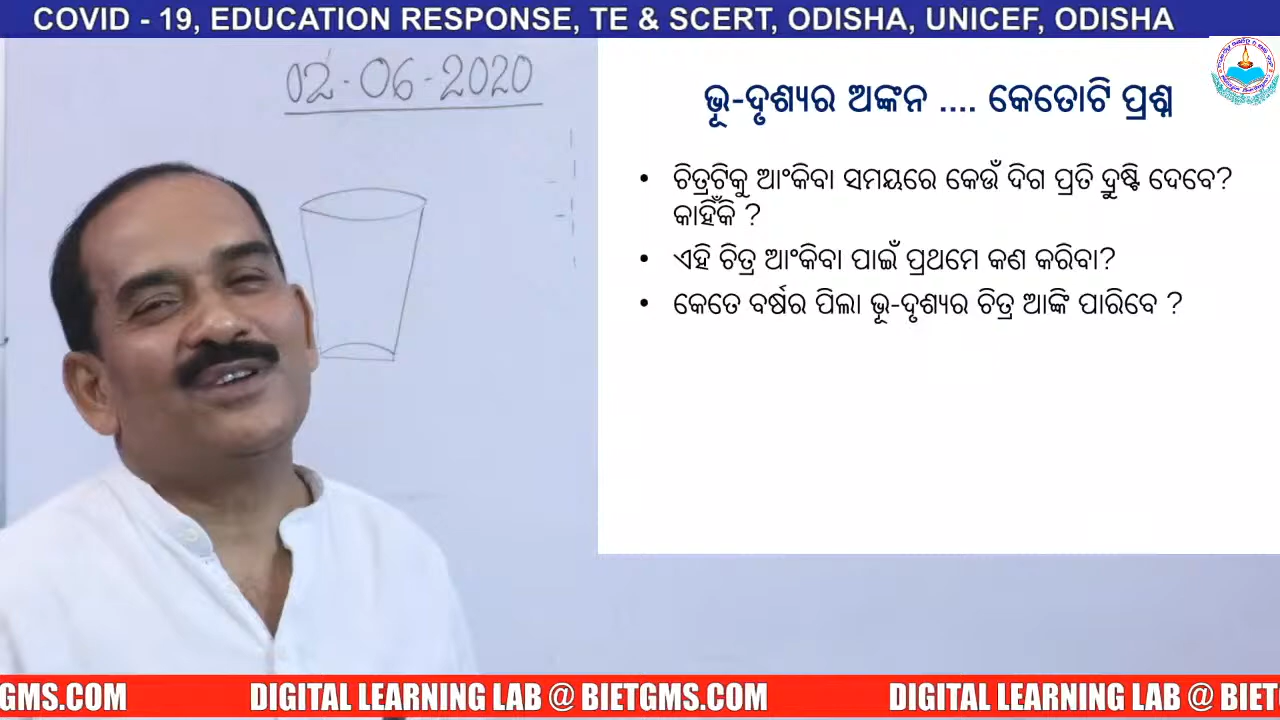 COVID - 19, EDUCATION RESPONSE, TE & SCERT, ODISHA, UNICEF, ODISHA
02-06-2020
ଭୂ-ଦୃଶ୍ୟର ଅଙ୍କନ .... କେତୋଟି ପ୍ରଶ୍ନ
• ଚିତ୍ରଟିକୁ ଆଂକିବା ସମୟରେ କେଉଁ ଦିଗ ପ୍ରତି ଦ୍ରୁଷ୍ଟି ଦେବେ?
କାହିଁକି ?
• ଏହି ଚିତ୍ର ଆଂକିବା ପାଇଁ ପ୍ରଥମେ କଣ କରିବା?
• କେତେ ବର୍ଷର ପିଲା ଭୂ-ଦୃଶ୍ୟର ଚିତ୍ର ଆଙ୍କି ପାରିବେ ?
TGMS.COM DIGITAL LEARNING LAB @ BIETGMS.COM DIGITAL LEARNING LAB @ BIET